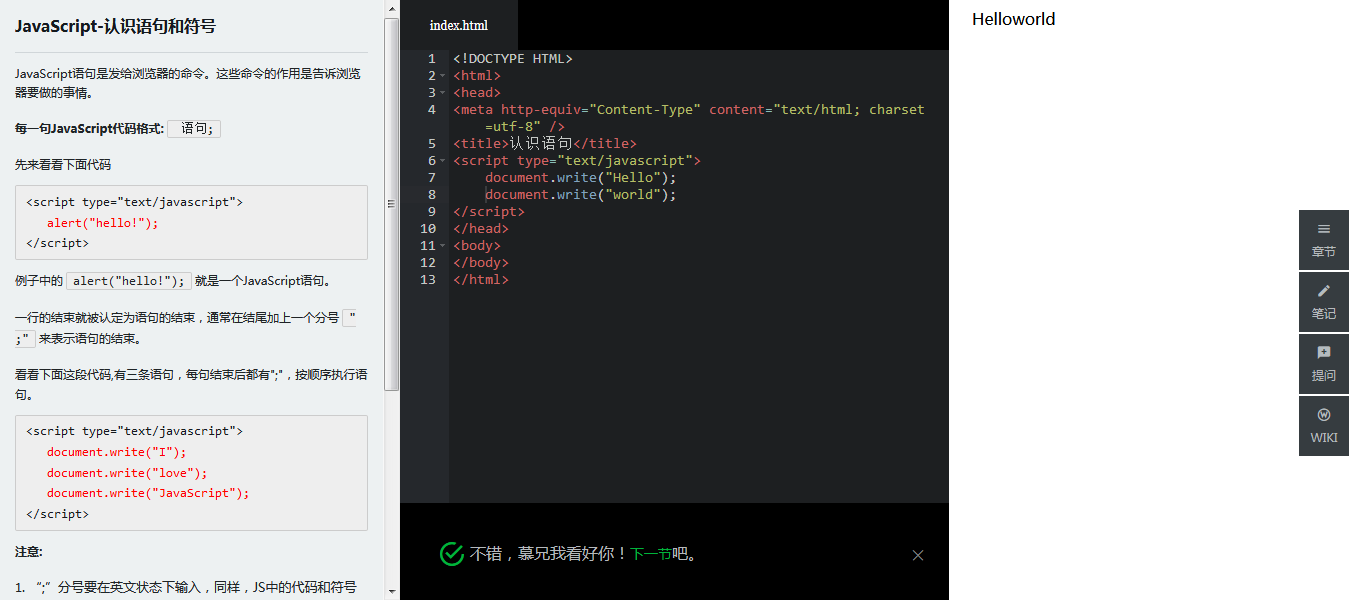 JavaScript-认识语句和符号
JavaScript语句是发给浏览器的命令。这些命令的作用是告诉浏览
器要做的事情。
每一句JavaScript代码格式: 语句;
先来看看下面代码
<script type="text/javascript">
alert("hello!");
</script>
例子中的 alert("hello!"); 就是一个JavaScript语句。
一行的结束就被认定为语句的结束，通常在结尾加上一个分号 "
;" 来表示语句的结束。
看看下面这段代码,有三条语句，每句结束后都有";"，按顺序执行语
句。
<script type="text/javascript">
document.write("I");
document.write("love");
document.write("JavaScript");
</script>
注意:
1. “;”分号要在英文状态下输入，同样，JS中的代码和符号
index.html
1 <!DOCTYPE HTML>
2 <html>
3 <head>
4 <meta http-equiv="Content-Type" content="text/html; charset
=utf-8" />
5 <title>认识语句</title>
6 <script type="text/javascript">
7 document.write("Hello");
8 document.write("world");
9 </script>
10 </head>
11 <body>
12 </body>
13 </html>
不错，慕兄我看好你！下一节吧。
Helloworld
章节
笔记
提问
WIKI